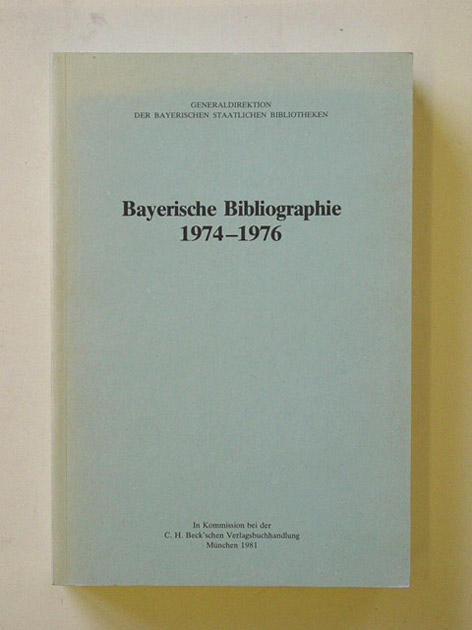 GENERALDIREKTION
DER BAYERISCHEN STAATLICHEN BIBLIOTHEKEN
Bayerische Bibliographie
1974–1976
In Kommission bei der
C. H. Beck'schen Verlagsbuchhandlung
München 1981